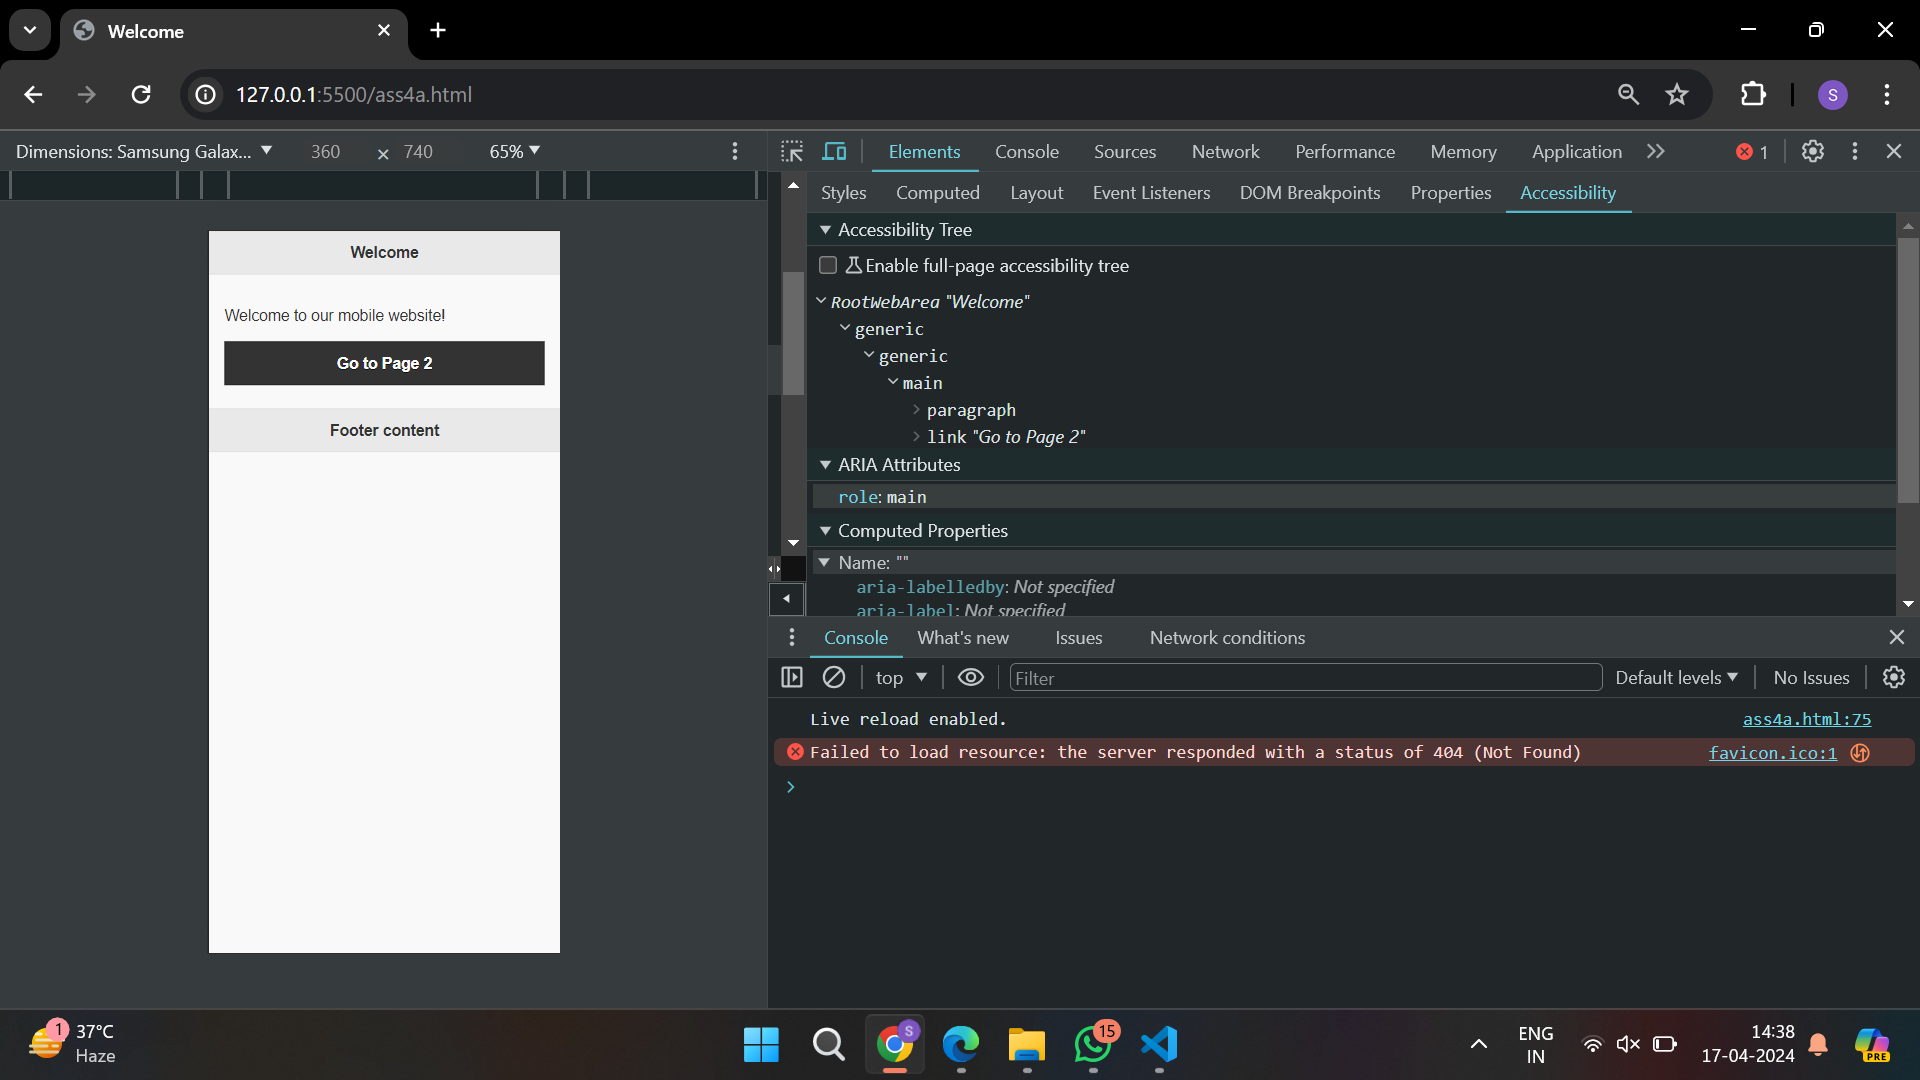 Welcome
127.0.0.1:5500/ass4a.html
S
Dimensions: Samsung Galax... 360 740 65%
Elements Console Sources Network Performance Memory Application 1
Styles Computed Layout Event Listeners DOM Breakpoints Properties Accessibility
Accessibility Tree
Enable full-page accessibility tree
RootWebArea "Welcome"
generic
generic
main
paragraph
link "Go to Page 2"
ARIA Attributes
role: main
Computed Properties
Name: ""
aria-labelledby: Not specified
aria-label: Not specified
Welcome
Welcome to our mobile website!
Go to Page 2
Footer content
Console What's new Issues Network conditions
top Filter Default levels No Issues
Live reload enabled. ass4a.html:75
Failed to load resource: the server responded with a status of 404 (Not Found) favicon.ico:1
1
37°C
Haze
S
15
ENG
IN
14:38
17-04-2024
PRE